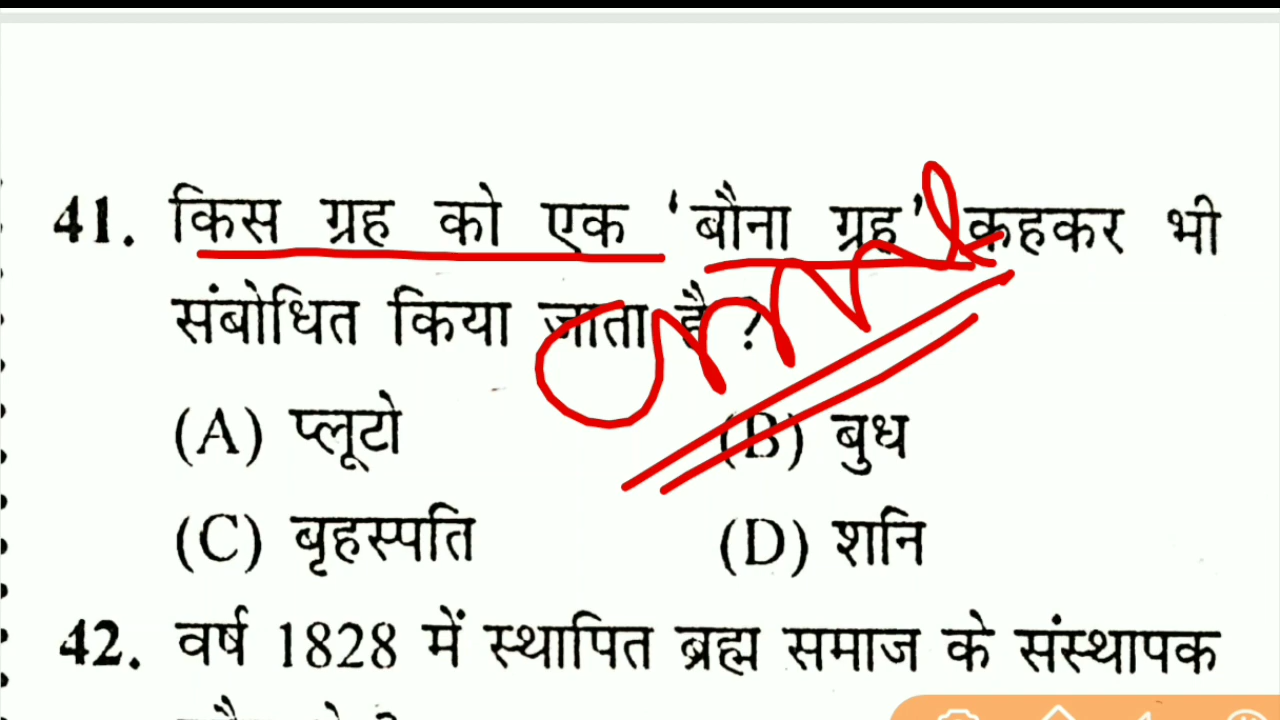 41. किस ग्रह को एक 'बौना ग्रह' कहकर भी
संबोधित किया जाता है ?
(A) प्लूटो (B) बुध
(C) बृहस्पति (D) शनि
42. वर्ष 1828 में स्थापित ब्रह्म समाज के संस्थापक